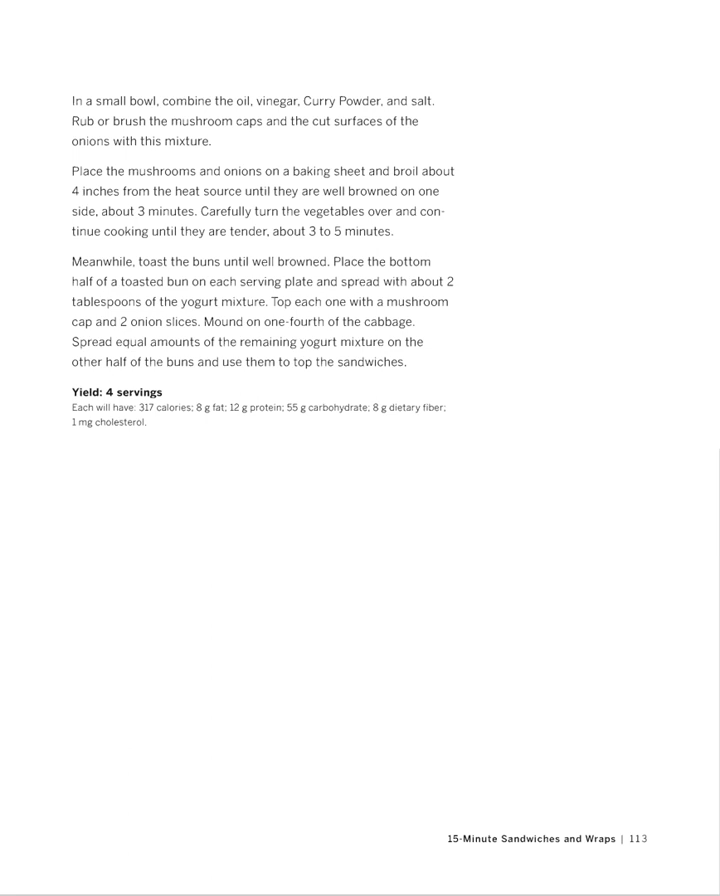 In a small bowl, combine the oil, vinegar, Curry Powder, and salt.
Rub or brush the mushroom caps and the cut surfaces of the
onions with this mixture.
Place the mushrooms and onions on a baking sheet and broil about
4 inches from the heat source until they are well browned on one
side, about 3 minutes. Carefully turn the vegetables over and con-
tinue cooking until they are tender, about 3 to 5 minutes.
Meanwhile, toast the buns until well browned. Place the bottom
half of a toasted bun on each serving plate and spread with about 2
tablespoons of the yogurt mixture. Top each one with a mushroom
cap and 2 onion slices. Mound on one-fourth of the cabbage.
Spread equal amounts of the remaining yogurt mixture on the
other half of the buns and use them to top the sandwiches.
Yield: 4 servings
Each will have: 317 calories; 8 g fat; 12 g protein; 55 g carbohydrate; 8 g dietary fiber;
1 mg cholesterol.
15-Minute Sandwiches and Wraps | 113